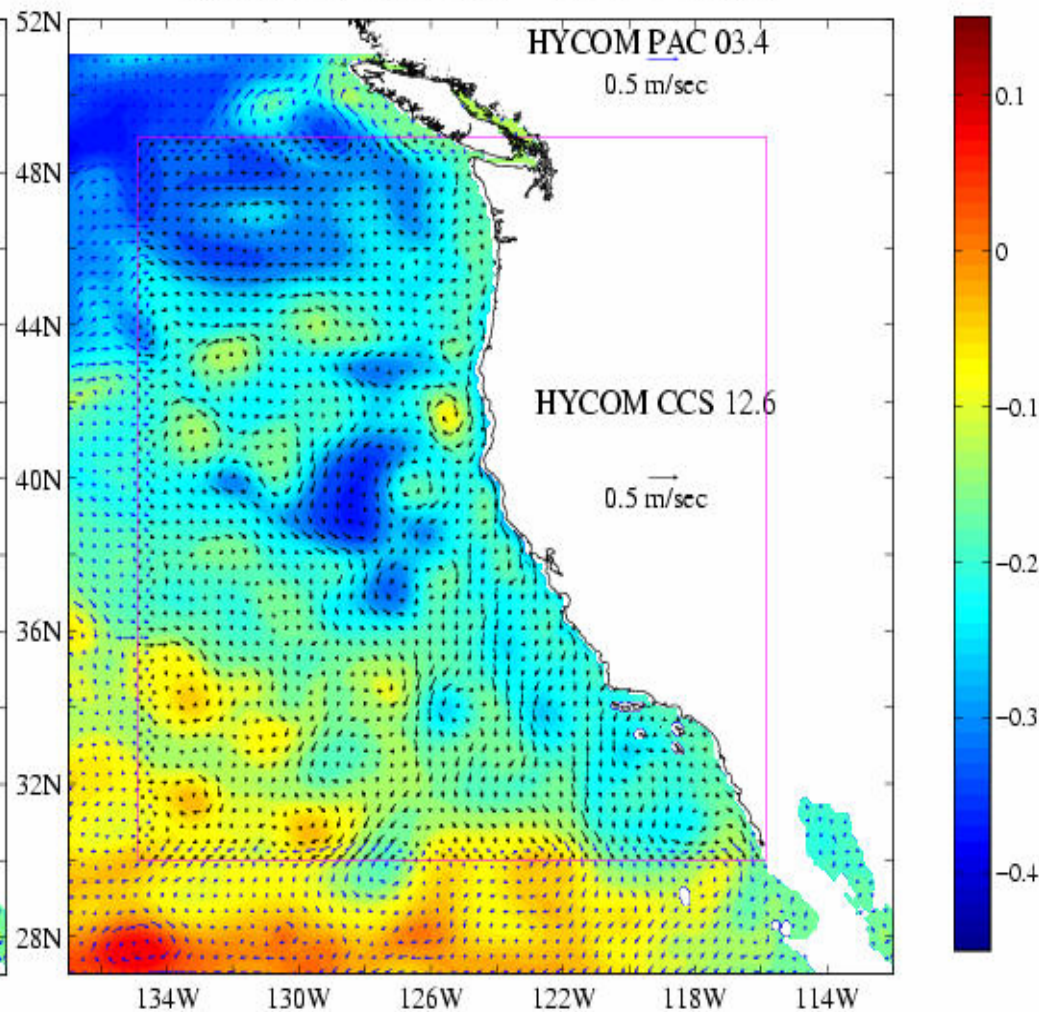 52N
48N
44N
40N
36N
32N
28N
HYCOM PAC 03.4
0.5 m/sec
HYCOM CCS 12.6
0.5 m/sec
134W 130W 126W 122W 118W 114W
0.1
0
−0.1
−0.2
−0.3
−0.4